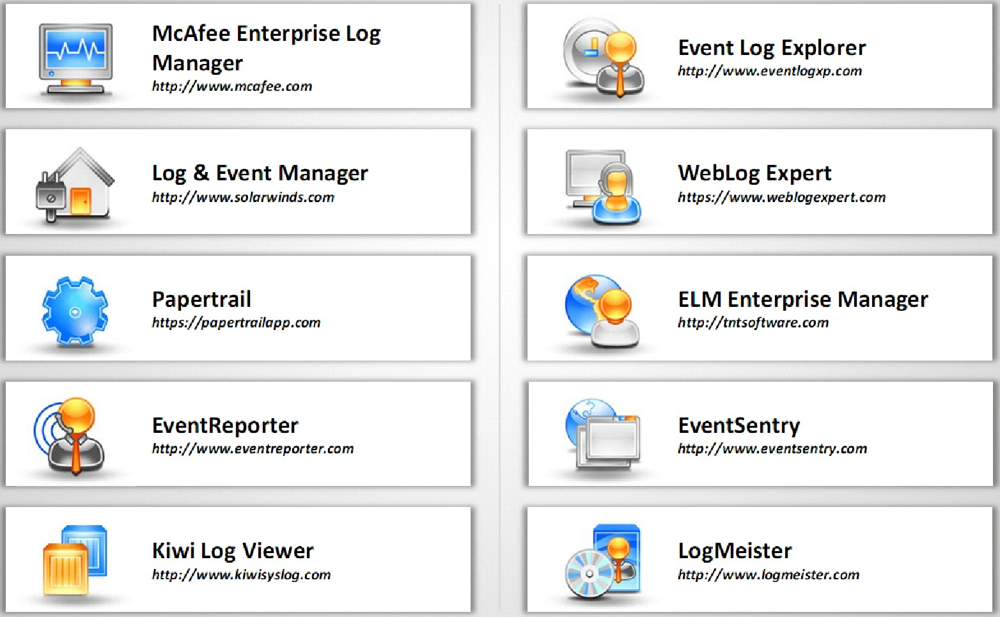 McAfee Enterprise Log
Manager
http://www.mcafee.com
Log & Event Manager
http://www.solarwinds.com
Papertrail
https://papertrailapp.com
EventReporter
http://www.eventreporter.com
Kiwi Log Viewer
http://www.kiwisyslog.com
Event Log Explorer
http://www.eventlogxp.com
WebLog Expert
https://www.weblogexpert.com
ELM Enterprise Manager
http://tntsoftware.com
EventSentry
http://www.eventsentry.com
LogMeister
http://www.logmeister.com